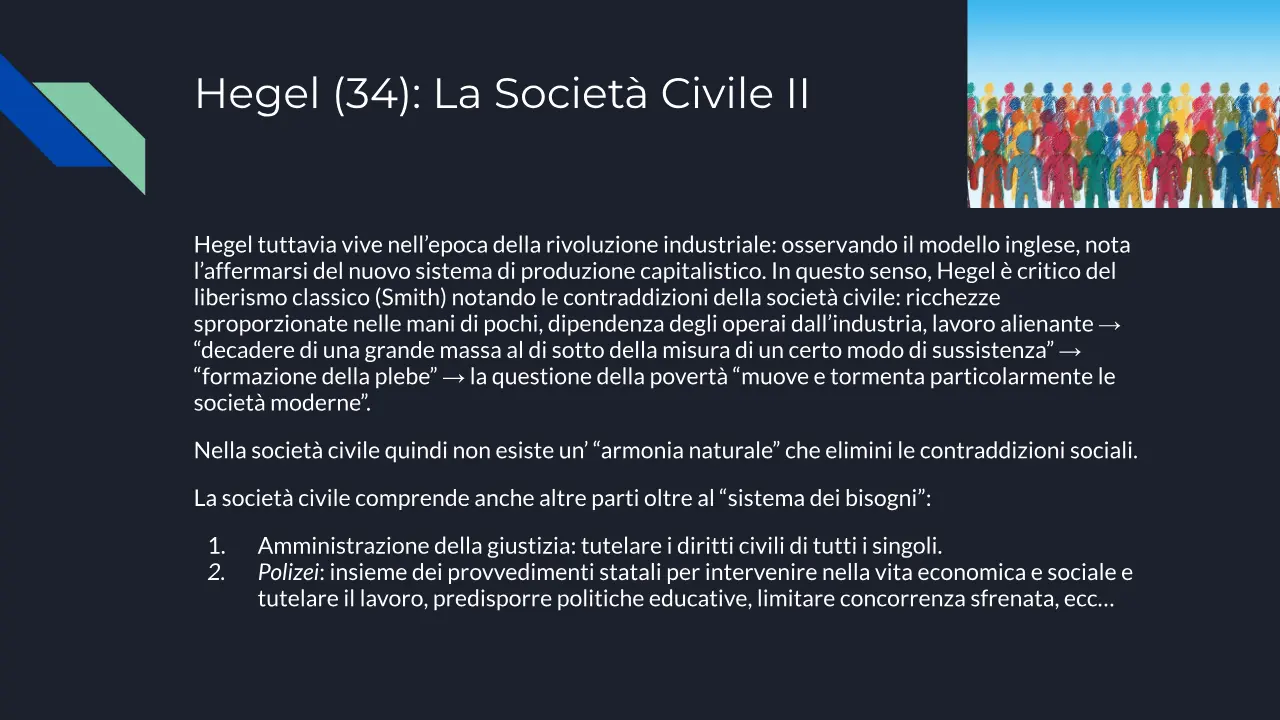 Hegel (34): La Società Civile II
Hegel tuttavia vive nell’epoca della rivoluzione industriale: osservando il modello inglese, nota
l’affermarsi del nuovo sistema di produzione capitalistico. In questo senso, Hegel è critico del
liberismo classico (Smith) notando le contraddizioni della società civile: ricchezze
sproporzionate nelle mani di pochi, dipendenza degli operai dall’industria, lavoro alienante →
“decadere di una grande massa al di sotto della misura di un certo modo di sussistenza” →
“formazione della plebe” → la questione della povertà “muove e tormenta particolarmente le
società moderne”.
Nella società civile quindi non esiste un’ “armonia naturale” che elimini le contraddizioni sociali.
La società civile comprende anche altre parti oltre al “sistema dei bisogni”:
1. Amministrazione della giustizia: tutelare i diritti civili di tutti i singoli.
2. Polizei: insieme dei provvedimenti statali per intervenire nella vita economica e sociale e
tutelare il lavoro, predisporre politiche educative, limitare concorrenza sfrenata, ecc…